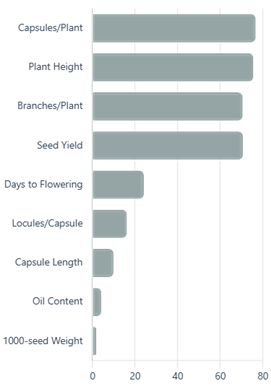 Capsules/Plant
Plant Height
Branches/Plant
Seed Yield
Days to Flowering
Locules/Capsule
Capsule Length
Oil Content
1000-seed Weight
0 20 40 60 80